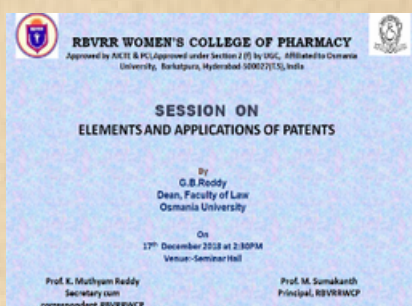 RBVRR WOMEN'S COLLEGE OF PHARMACY
Approved by AICTE & PCI,Approved under Section 2 (f) by UGC, Affiliated to Osmania
University, Barkatpura, Hyderabad-500027(TS),India
SESSION ON
ELEMENTS AND APPLICATIONS OF PATENTS
By
G.B.Reddy
Dean, Faculty of Law
Osmania University
On
17th December 2018 at 2:30PM
Venue:-Seminar Hall
Prof. K. Muthyam Reddy
Secretary cum
correspondent, RBVRRWCP
Prof. M. Sumakanth
Principal, RBVRRWCP